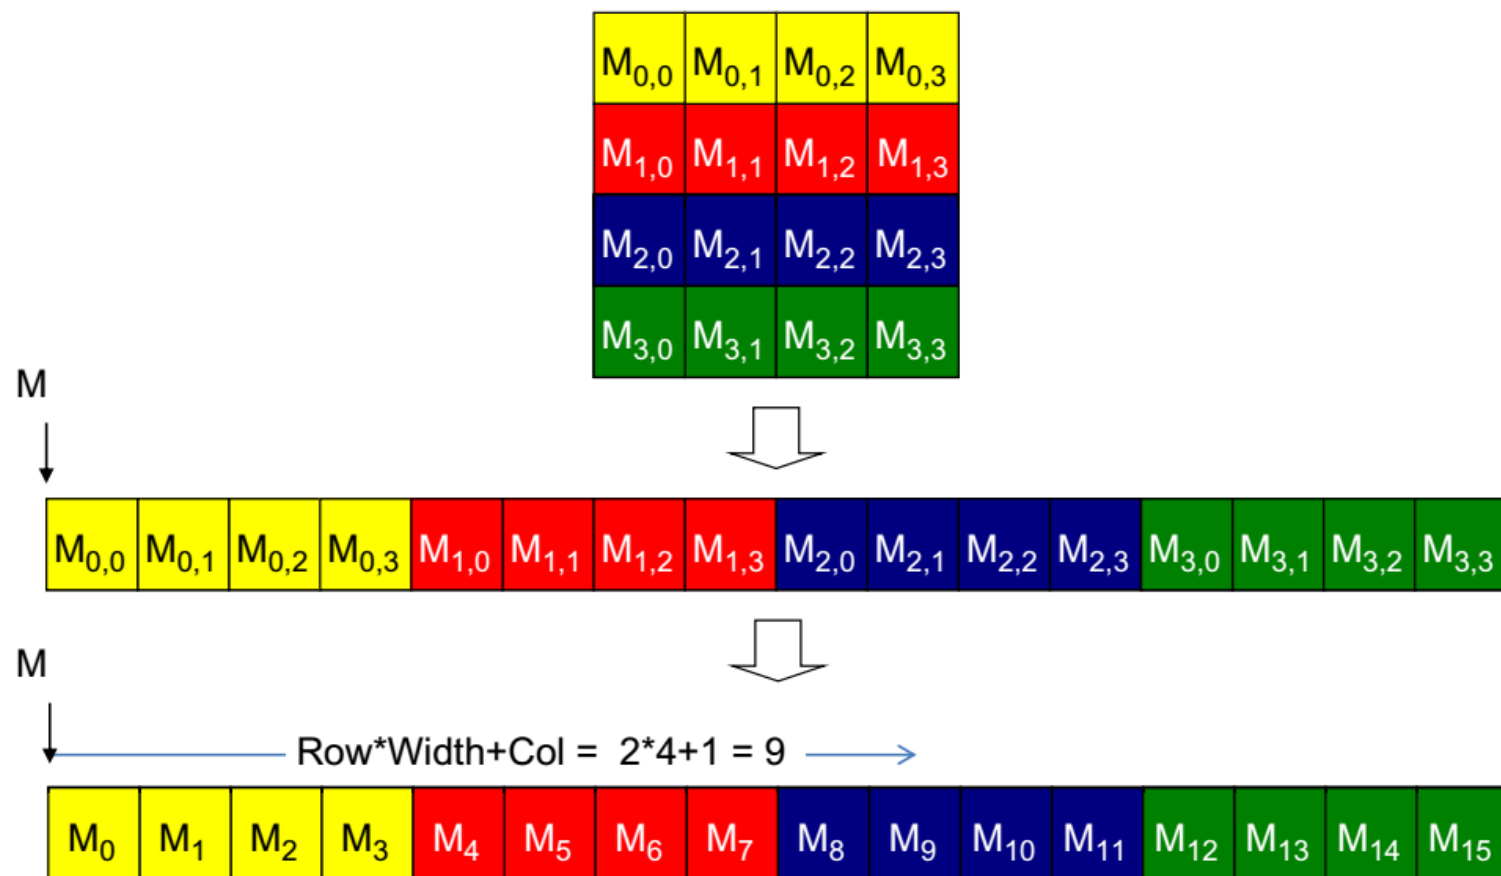 M0,0 M0,1 M0,2 M0,3
M1,0 M1,1 M1,2 M1,3
M2,0 M2,1 M2,2 M2,3
M3,0 M3,1 M3,2 M3,3
M
M0,0 M0,1 M0,2 M0,3 M1,0 M1,1 M1,2 M1,3 M2,0 M2,1 M2,2 M2,3 M3,0 M3,1 M3,2 M3,3
M
Row*Width+Col = 2*4+1 = 9
M0 M1 M2 M3 M4 M5 M6 M7 M8 M9 M10 M11 M12 M13 M14 M15